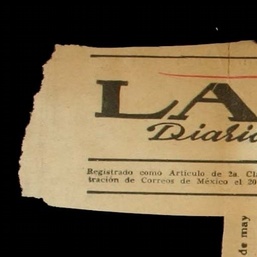 LA
Diario
Registrado como Artículo de 2a. Cl
tración de Correos de México el 20
de may